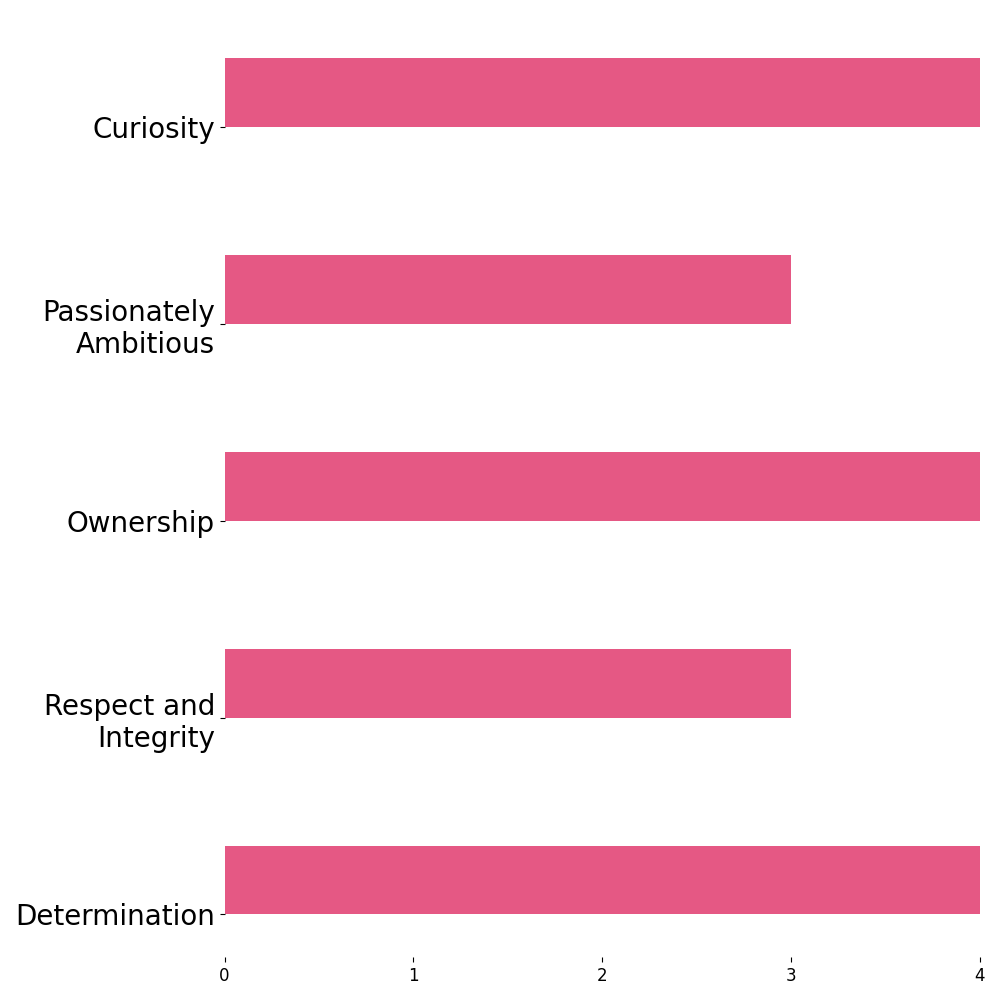 Curiosity
Passionately
Ambitious
Ownership
Respect and
Integrity
Determination
0 1 2 3 4